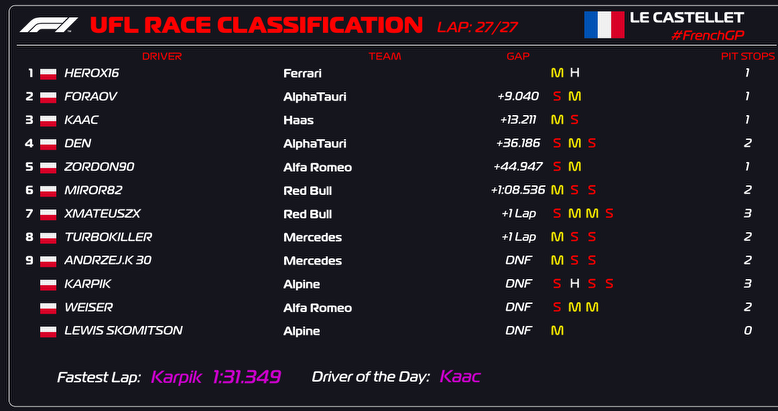 F1 UFL RACE CLASSIFICATION LAP: 27/27 LE CASTELLET
#FrenchGP
DRIVER TEAM GAP PIT STOPS
1 HEROX16 Ferrari M H 1
2 FORAOV AlphaTauri +9.040 S M 1
3 KAAC Haas +13.211 M S 1
4 DEN AlphaTauri +36.186 S M S 2
5 ZORDON90 Alfa Romeo +44.947 S M 1
6 MIROR82 Red Bull +1:08.536 M S S 2
7 XMATEUSZX Red Bull +1 Lap S M M S 3
8 TURBOKILLER Mercedes +1 Lap M S S 2
9 ANDRZEJ.K 30 Mercedes DNF M S S 2
KARPIK Alpine DNF S H S S 3
WEISER Alfa Romeo DNF S M M 2
LEWIS SKOMITSON Alpine DNF M 0
Fastest Lap: Karpik 1:31.349 Driver of the Day: Kaac